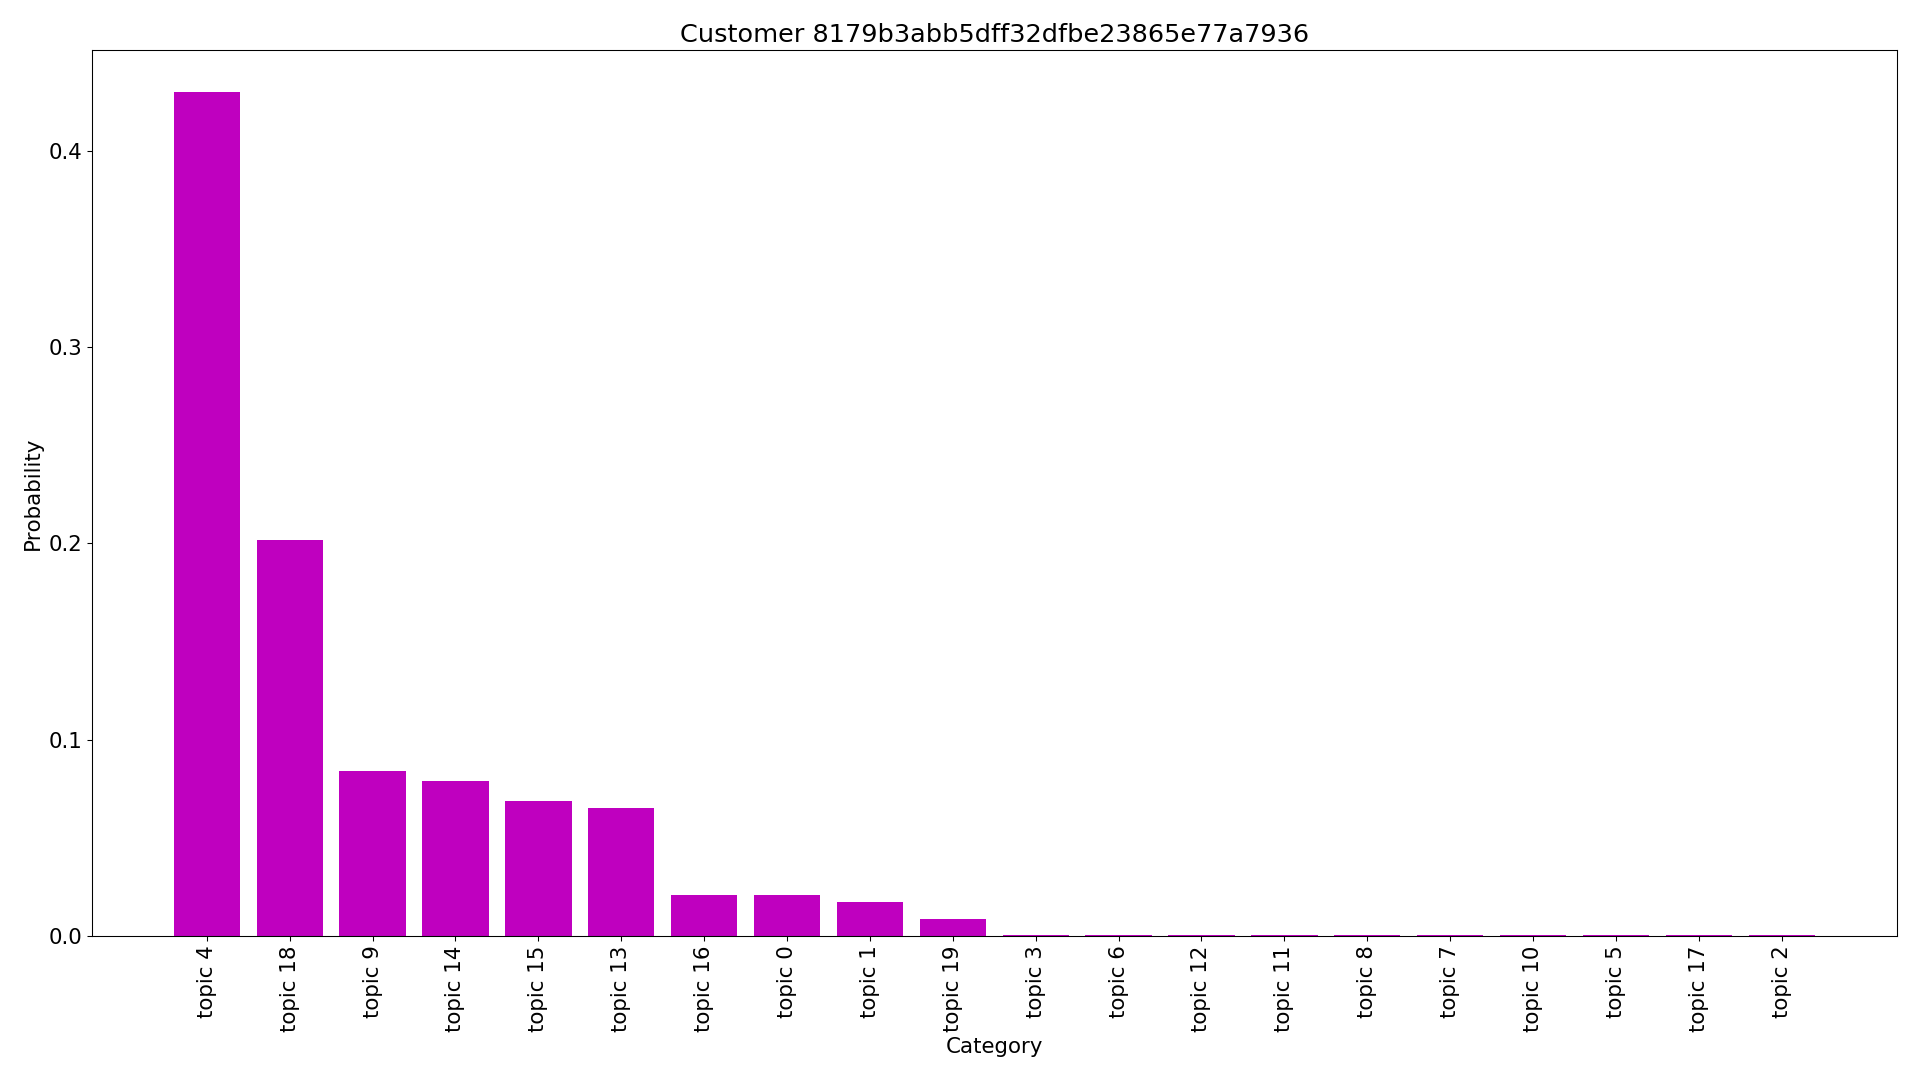 Customer 8179b3abb5dff32dfbe23865e77a7936
Probability
0.4
0.3
0.2
0.1
0.0
topic 4
topic 18
topic 9
topic 14
topic 15
topic 13
topic 16
topic 0
topic 1
topic 19
topic 3
topic 6
topic 12
topic 11
topic 8
topic 7
topic 10
topic 5
topic 17
topic 2
Category